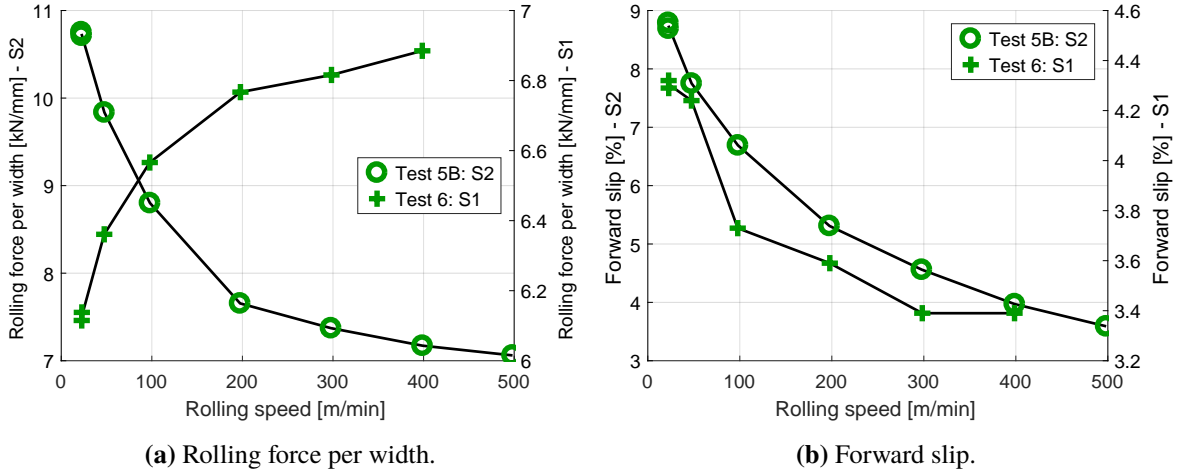 11
10
9
8
7
Rolling force per width [kN/mm] - S2
7
6.8
6.6
6.4
6.2
6
Rolling force per width [kN/mm] - S1
Test 5B: S2
Test 6: S1
0 100 200 300 400 500
Rolling speed [m/min]
(a) Rolling force per width.
9
8
7
6
5
4
3
Forward slip [%] - S2
4.6
4.4
4.2
4
3.8
3.6
3.4
3.2
Forward slip [%] - S1
Test 5B: S2
Test 6: S1
0 100 200 300 400 500
Rolling speed [m/min]
(b) Forward slip.